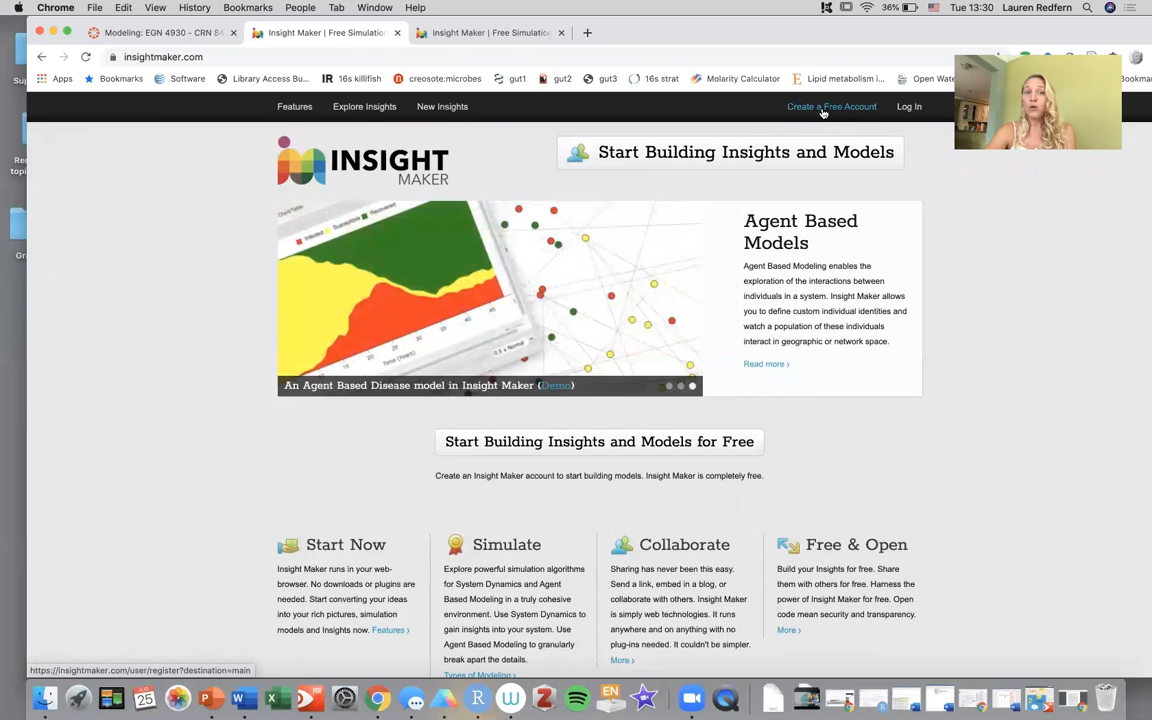 Chrome File Edit View History Bookmarks People Tab Window Help 36% Tue 13:30 Lauren Redfern
Modeling: EGN 4930 - CRN 84 Insight Maker | Free Simulatio Insight Maker | Free Simulatio
insightmaker.com
Apps Bookmarks Software Library Access Bu... 16s killifish creosote:microbes gut1 gut2 gut3 16s strat Molarity Calculator Lipid metabolism i... Open Wate
Features Explore Insights New Insights Create a Free Account Log In
INSIGHT
MAKER
Start Building Insights and Models
Infected Susceptible Recovered
Time (Years)
0.5 x Normal
An Agent Based Disease model in Insight Maker (Demo)
Agent Based
Models
Agent Based Modeling enables the
exploration of the interactions between
individuals in a system. Insight Maker allows
you to define custom individual identities and
watch a population of these individuals
interact in geographic or network space.
Read more ›
Start Building Insights and Models for Free
Create an Insight Maker account to start building models. Insight Maker is completely free.
Start Now
Insight Maker runs in your web-
browser. No downloads or plugins are
needed. Start converting your ideas
into your rich pictures, simulation
models and Insights now. Features ›
Simulate
Explore powerful simulation algorithms
for System Dynamics and Agent
Based Modeling in a truly cohesive
environment. Use System Dynamics to
gain insights into your system. Use
Agent Based Modeling to granularly
break apart the details.
Types of Modeling ›
Collaborate
Sharing has never been this easy.
Send a link, embed in a blog, or
collaborate with others. Insight Maker
is simply web technologies. It runs
anywhere and on anything with no
plug-ins needed. It couldn't be simpler.
More ›
Free & Open
Build your Insights for free. Share
them with others for free. Harness the
power of Insight Maker for free. Open
code mean security and transparency.
More ›
https://insightmaker.com/user/register?destination=main